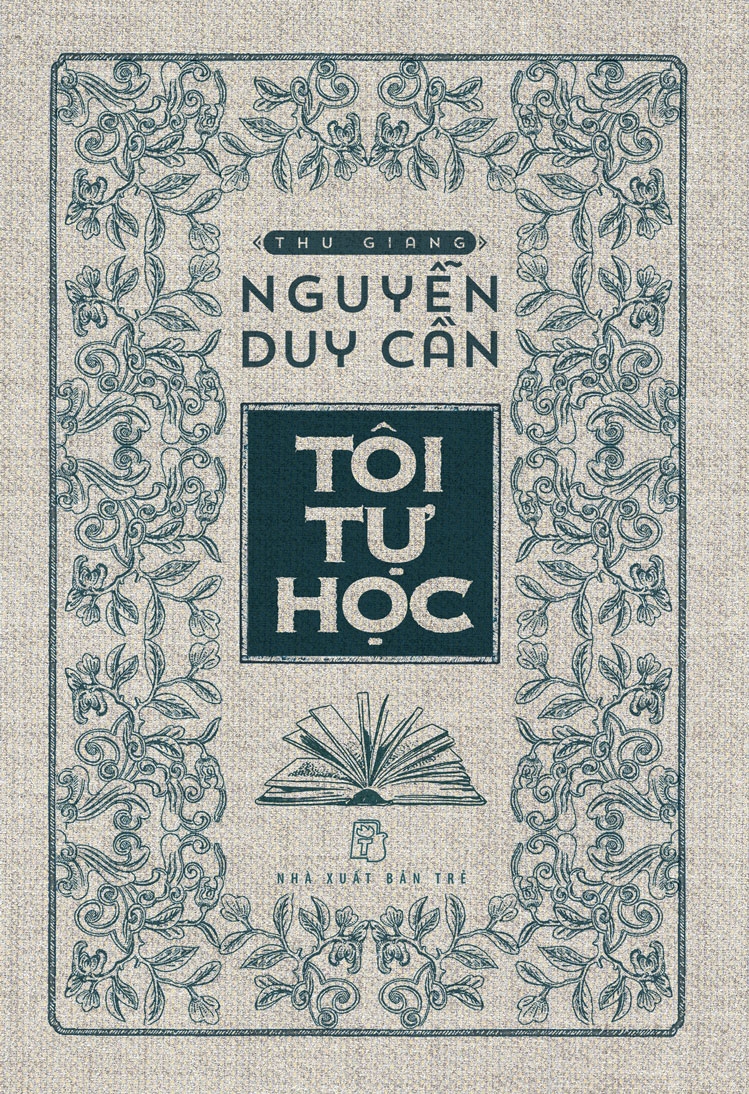 THU GIANG
NGUYỄN
DUY CẦN
TÔI
TỰ
HỌC
T
NHÀ XUẤT BẢN TRẺ